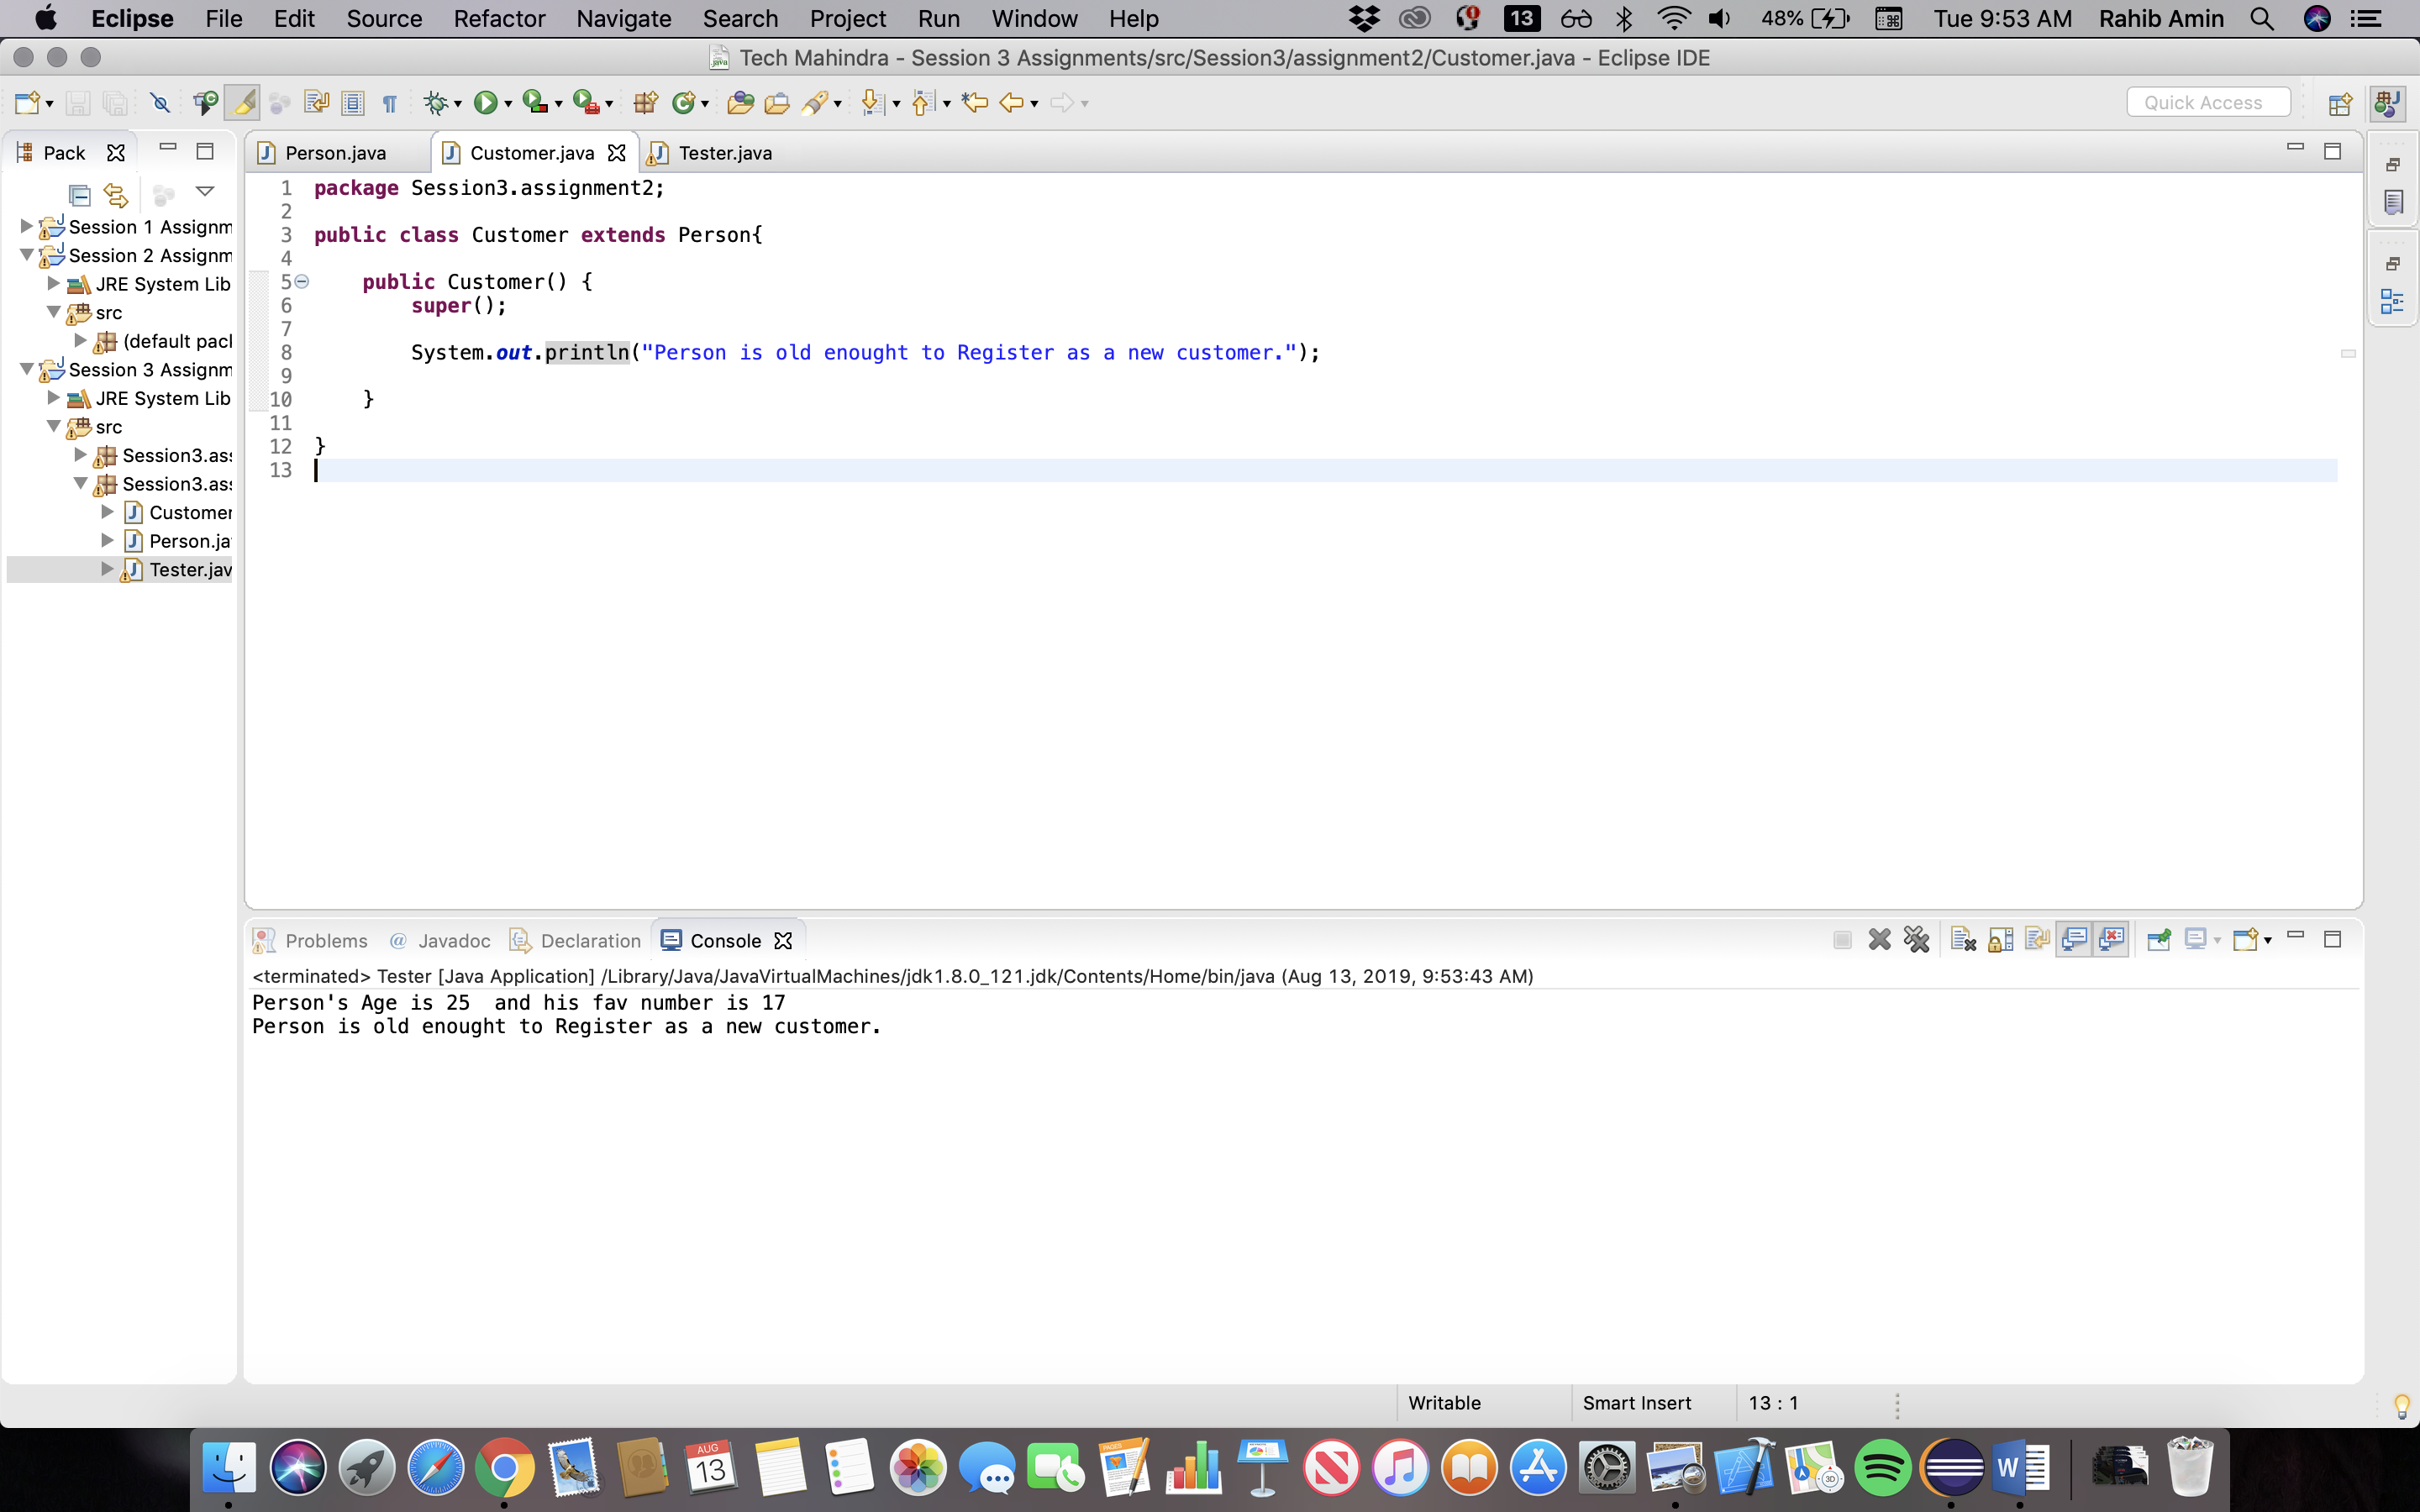 Eclipse File Edit Source Refactor Navigate Search Project Run Window Help 13 48% Tue 9:53 AM Rahib Amin
Tech Mahindra - Session 3 Assignments/src/Session3/assignment2/Customer.java - Eclipse IDE
Quick Access
Pack
Session 1 Assignm
Session 2 Assignm
JRE System Lib
src
(default pacl
Session 3 Assignm
JRE System Lib
src
Session3.as
Session3.as
Customer
Person.ja
Tester.jav
Person.java Customer.java Tester.java
1 package Session3.assignment2;
2
3 public class Customer extends Person{
4
5 public Customer() {
6 super();
7
8 System.out.println("Person is old enought to Register as a new customer.");
9
10 }
11
12 }
13
Problems @ Javadoc Declaration Console
<terminated> Tester [Java Application] /Library/Java/JavaVirtualMachines/jdk1.8.0_121.jdk/Contents/Home/bin/java (Aug 13, 2019, 9:53:43 AM)
Person's Age is 25  and his fav number is 17
Person is old enought to Register as a new customer.
Writable Smart Insert 13 : 1
AUG
13
PAGES
3D
W